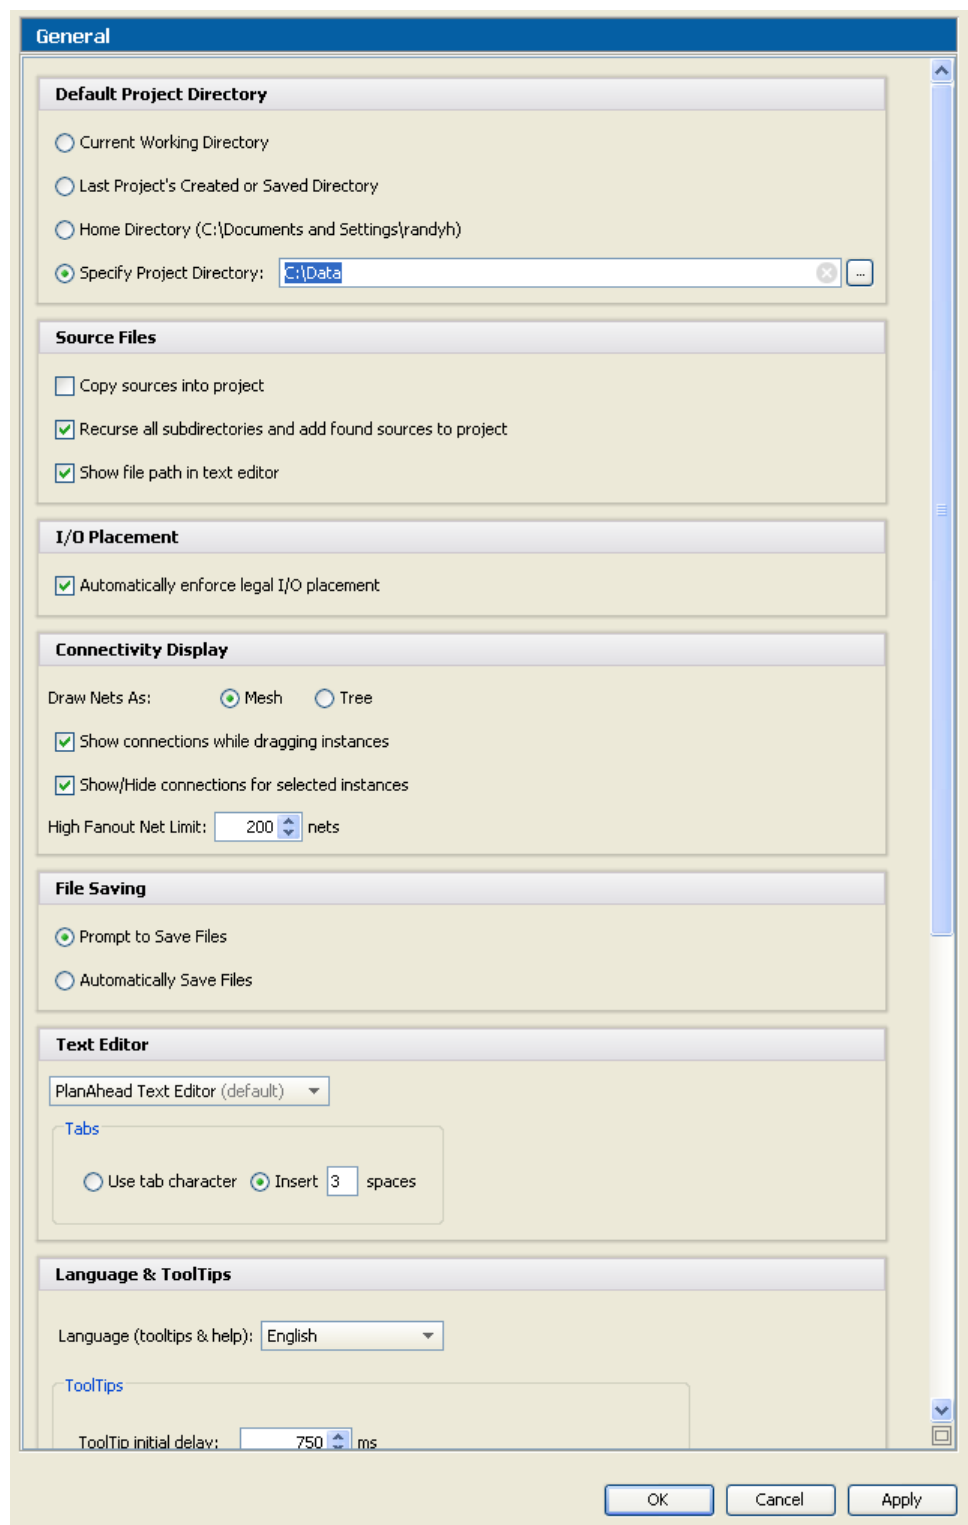 General
Default Project Directory
Current Working Directory
Last Project's Created or Saved Directory
Home Directory (C:\Documents and Settings\randyh)
Specify Project Directory: C:\Data ...
Source Files
Copy sources into project
Recurse all subdirectories and add found sources to project
Show file path in text editor
I/O Placement
Automatically enforce legal I/O placement
Connectivity Display
Draw Nets As: Mesh Tree
Show connections while dragging instances
Show/Hide connections for selected instances
High Fanout Net Limit: 200 nets
File Saving
Prompt to Save Files
Automatically Save Files
Text Editor
PlanAhead Text Editor (default)
Tabs
Use tab character Insert 3 spaces
Language & ToolTips
Language (tooltips & help): English
ToolTips
ToolTip initial delay: 750 ms
OK Cancel Apply